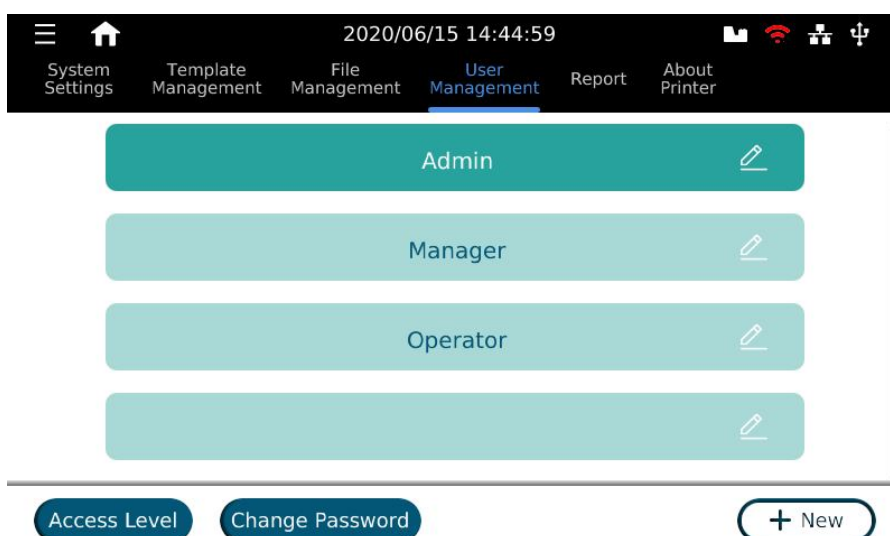 2020/06/15 14:44:59
System Settings
Template Management
File Management
User Management
Report
About Printer
Admin
Manager
Operator
Access Level
Change Password
+ New